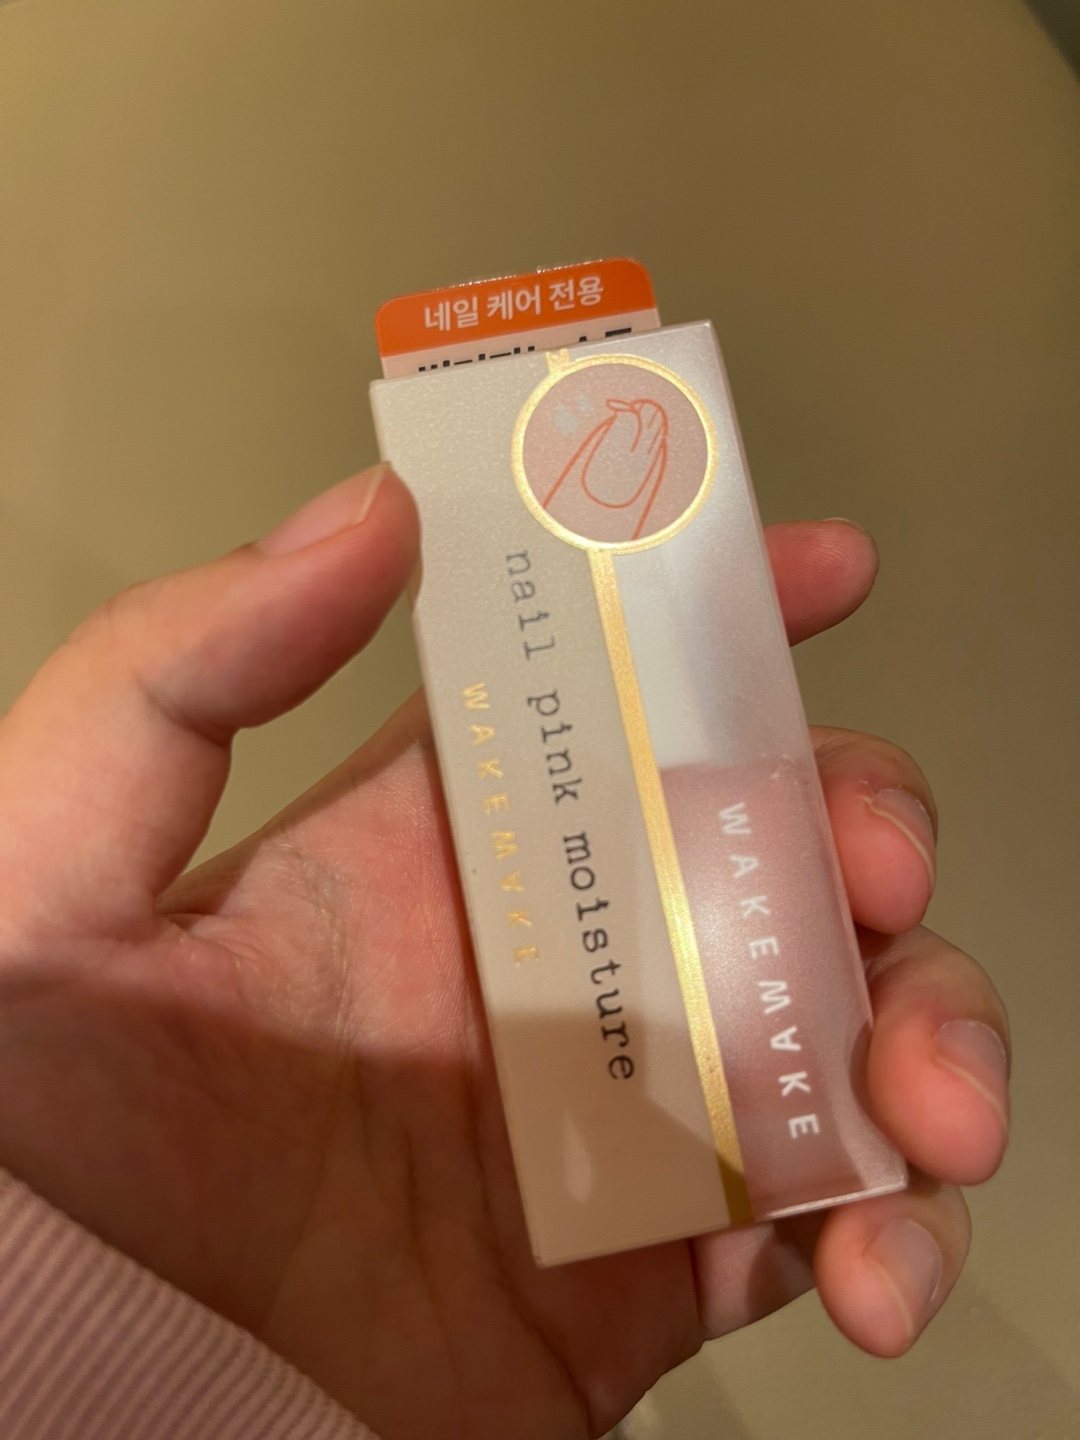 네일 케어 전용
nail pink moisture
WAKEMAKE
WAKEMAKE